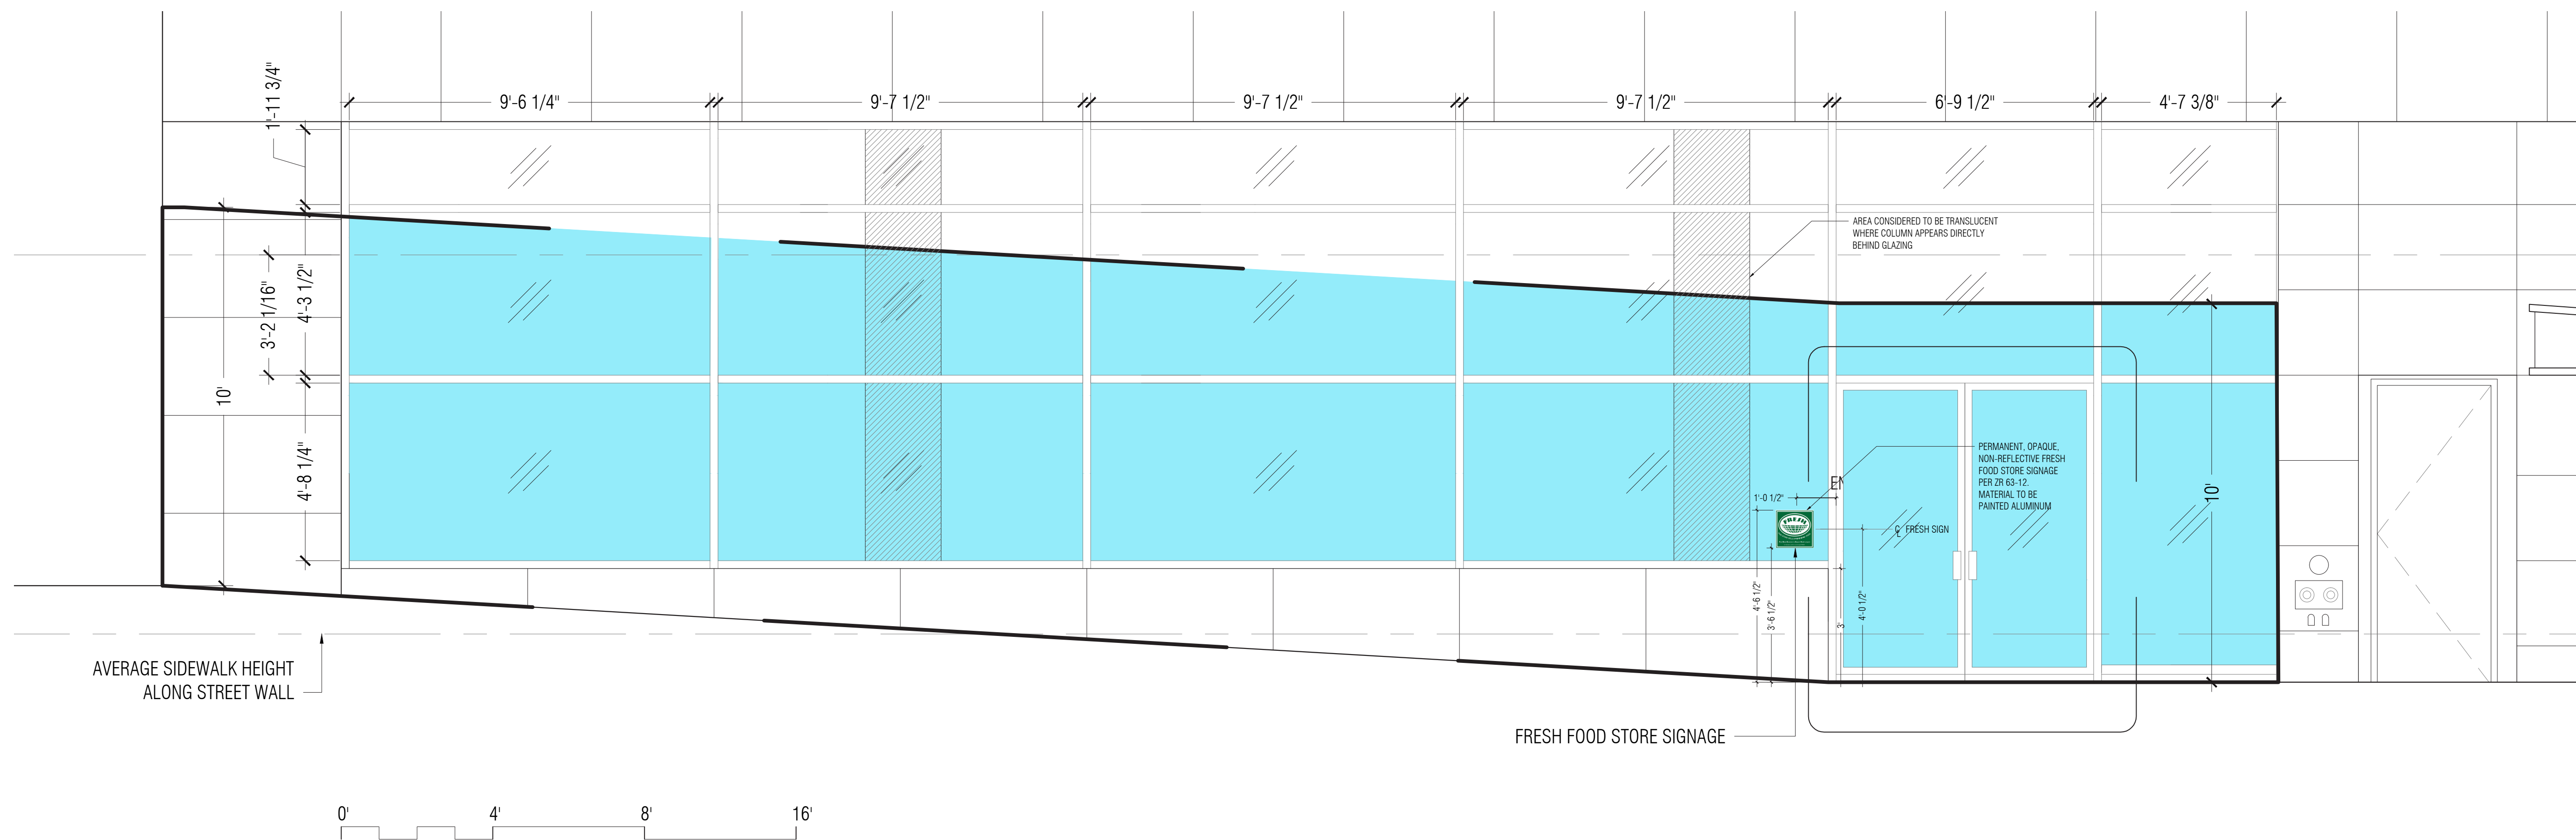 1'-11 3/4"
9'-6 1/4"
9'-7 1/2"
9'-7 1/2"
9'-7 1/2"
6'-9 1/2"
4'-7 3/8"
AREA CONSIDERED TO BE TRANSLUCENT
WHERE COLUMN APPEARS DIRECTLY
BEHIND GLAZING
3'-2 1/16"
4'-3 1/2"
10'
4'-8 1/4"
PERMANENT, OPAQUE,
NON-REFLECTIVE FRESH
FOOD STORE SIGNAGE
PER ZR 63-12.
MATERIAL TO BE
PAINTED ALUMINUM
EN
1'-0 1/2"
10'
FRESH
℄ FRESH SIGN
4'-6 1/2"
3'-6 1/2"
3'
4'-0 1/2"
AVERAGE SIDEWALK HEIGHT
ALONG STREET WALL
FRESH FOOD STORE SIGNAGE
0'
4'
8'
16'